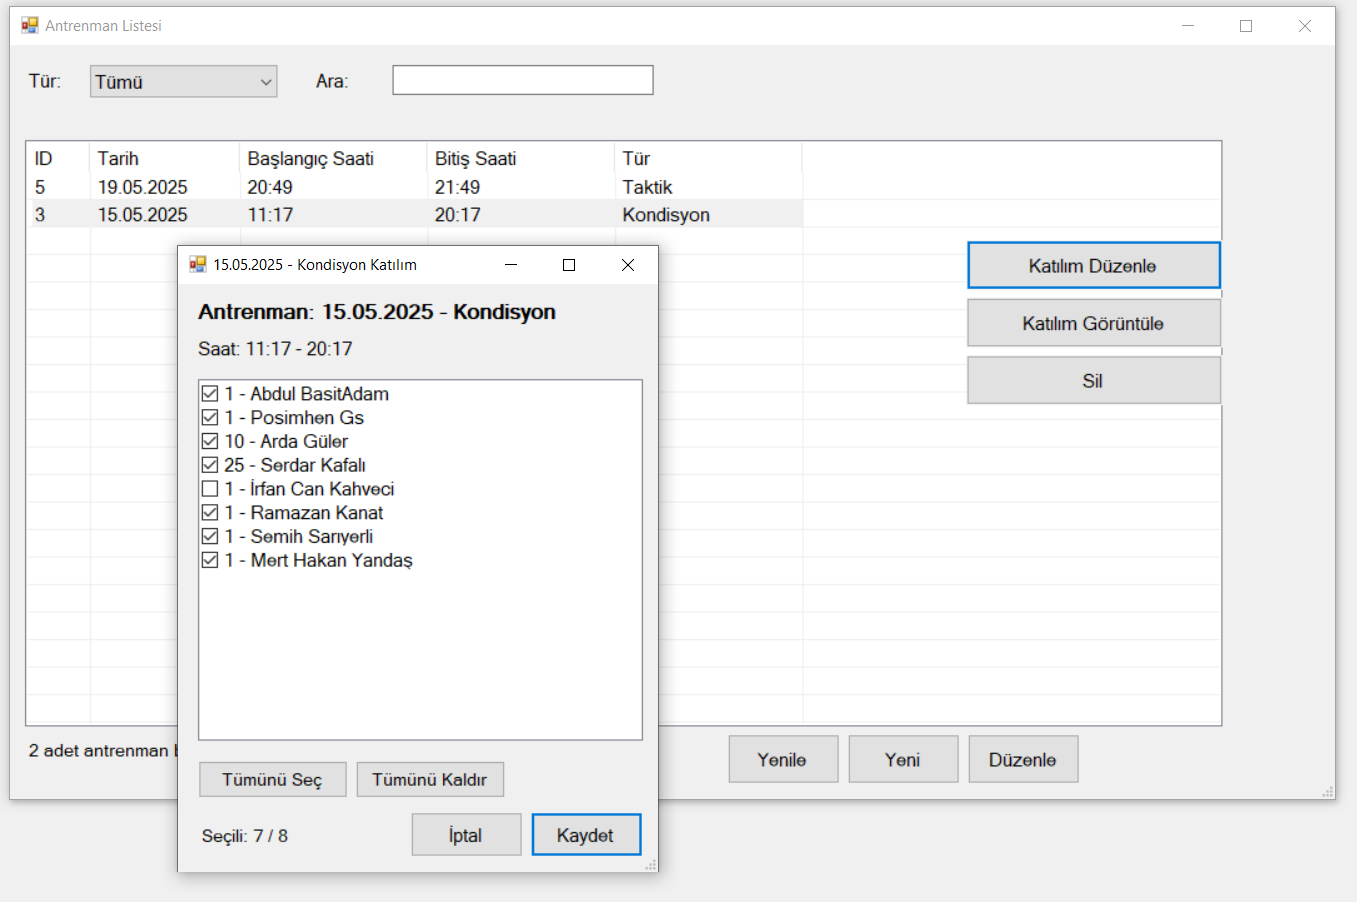 Antrenman Listesi
Tür: Tümü Ara:
ID Tarih Başlangıç Saati Bitiş Saati Tür
5 19.05.2025 20:49 21:49 Taktik
3 15.05.2025 11:17 20:17 Kondisyon
Katılım Düzenle
Katılım Görüntüle
Sil
15.05.2025 - Kondisyon Katılım
Antrenman: 15.05.2025 - Kondisyon
Saat: 11:17 - 20:17
1 - Abdul BasitAdam
1 - Posimhen Gs
10 - Arda Güler
25 - Serdar Kafalı
1 - İrfan Can Kahveci
1 - Ramazan Kanat
1 - Semih Sarıyerli
1 - Mert Hakan Yandaş
Tümünü Seç Tümünü Kaldır
Seçili: 7 / 8 İptal Kaydet
2 adet antrenman
Yenile Yeni Düzenle